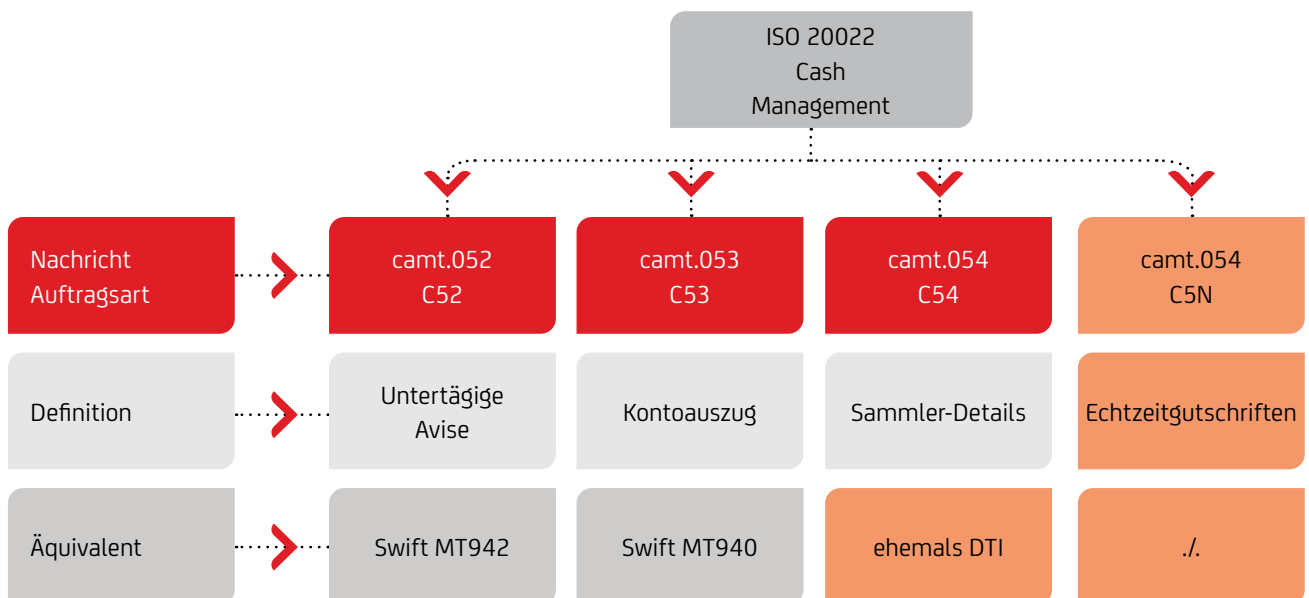 ISO 20022
Cash
Management
Nachricht
Auftragsart
camt.052
C52
camt.053
C53
camt.054
C54
camt.054
C5N
Definition
Untertägige
Avise
Kontoauszug
Sammler-Details
Echtzeitgutschriften
Äquivalent
Swift MT942
Swift MT940
ehemals DTI
./.